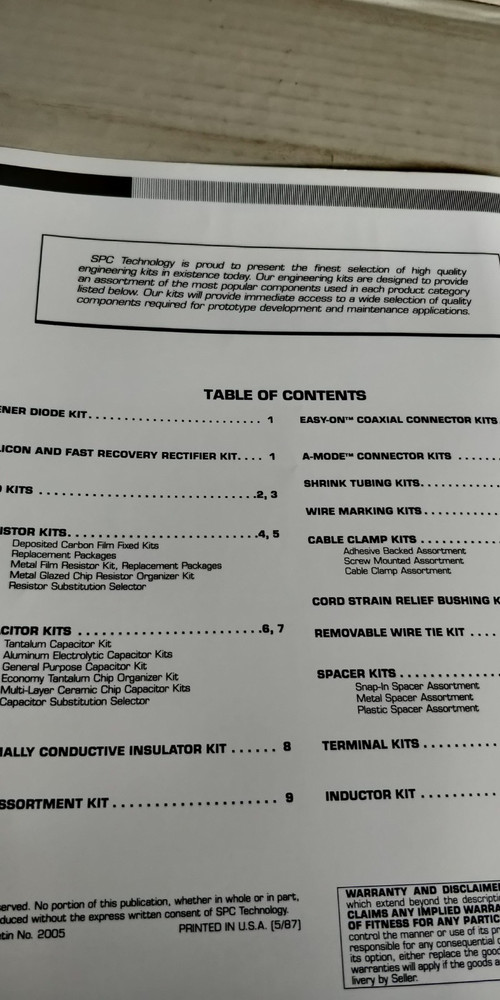 SPC Technology is proud to present the finest selection of high quality
engineering kits in existence today. Our engineering kits are designed to provide
an assortment of the most popular components used in each product category
listed below. Our kits will provide immediate access to a wide selection of quality
components required for prototype development and maintenance applications.
TABLE OF CONTENTS
ENER DIODE KIT. . . . . . . . . . . . . . . . . . . . . . . . . . 1
LICON AND FAST RECOVERY RECTIFIER KIT. . . . 1
KITS . . . . . . . . . . . . . . . . . . . . . . . . . . . . . . . .2, 3
ISTOR KITS. . . . . . . . . . . . . . . . . . . . . . . . . . . .4, 5
Deposited Carbon Film Fixed Kits
Replacement Packages
Metal Film Resistor Kit, Replacement Packages
Metal Glazed Chip Resistor Organizer Kit
Resistor Substitution Selector
CITOR KITS . . . . . . . . . . . . . . . . . . . . . . . . . . .6, 7
Tantalum Capacitor Kit
Aluminum Electrolytic Capacitor Kits
General Purpose Capacitor Kit
Economy Tantalum Chip Organizer Kit
Multi-Layer Ceramic Chip Capacitor Kits
Capacitor Substitution Selector
ALLY CONDUCTIVE INSULATOR KIT . . . . . . 8
SSORTMENT KIT . . . . . . . . . . . . . . . . . . . . . . . 9
EASY-ON™ COAXIAL CONNECTOR KITS
A-MODE™ CONNECTOR KITS . . . . . .
SHRINK TUBING KITS. . . . . . . . . . .
WIRE MARKING KITS. . . . . . . . . . .
CABLE CLAMP KITS . . . . . . . . . . .
Adhesive Backed Assortment
Screw Mounted Assortment
Cable Clamp Assortment
CORD STRAIN RELIEF BUSHING K
REMOVABLE WIRE TIE KIT . . . . .
SPACER KITS . . . . . . . . . . . . . .
Snap-In Spacer Assortment
Metal Spacer Assortment
Plastic Spacer Assortment
TERMINAL KITS . . . . . . . . . . .
INDUCTOR KIT . . . . . . . . . . . .
erved. No portion of this publication, whether in whole or in part,
duced without the express written consent of SPC Technology.
tin No. 2005 PRINTED IN U.S.A. [5/87]
WARRANTY AND DISCLAIMER
which extend beyond the descripti
CLAIMS ANY IMPLIED WARRA
OF FITNESS FOR ANY PARTIC
control the manner or use of its pr
responsible for any consequential
its option, either replace the good
warranties will apply if the goods a
livery by Seller.